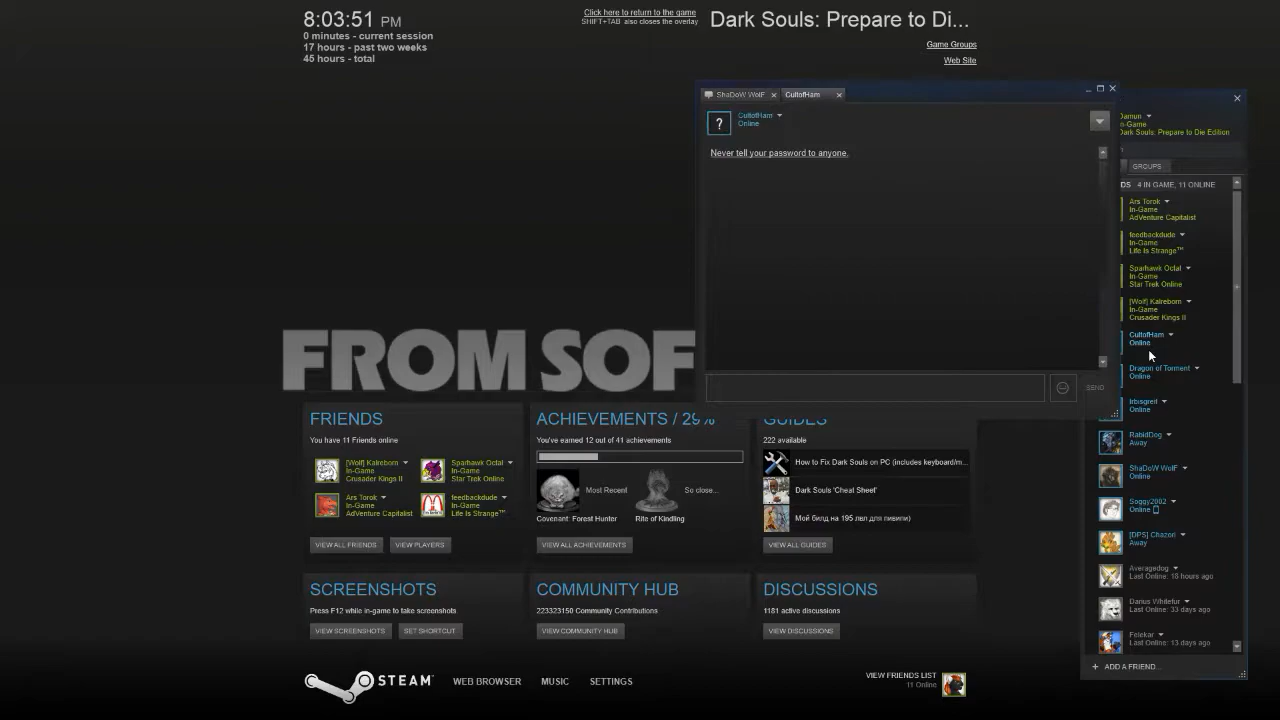 8:03:51 PM
0 minutes - current session
17 hours - past two weeks
45 hours - total
Click here to return to the game
SHIFT+TAB also closes the overlay
Dark Souls: Prepare to Di...
Game Groups
Web Site
ShaDoW WolF
CultofHam
CultofHam
Online
?
Never tell your password to anyone.
SEND
Damun
In-Game
Dark Souls: Prepare to Die Edition
GROUPS
DS 4 IN GAME, 11 ONLINE
Ars Torok
In-Game
AdVenture Capitalist
feedbackdude
In-Game
Life Is Strange™
Sparhawk Octal
In-Game
Star Trek Online
[Wolf] Kalreborn
In-Game
Crusader Kings II
CultofHam
Online
Dragon of Torment
Online
Irbisgreif
Online
RabidDog
Away
ShaDoW WolF
Online
Soggy2002
Online
[DPS] Chazori
Away
Averagedog
Last Online: 18 hours ago
Darius Whitefur
Last Online: 33 days ago
Felekar
Last Online: 13 days ago
+ ADD A FRIEND...
FROM SOF
FRIENDS
You have 11 Friends online
[Wolf] Kalreborn
In-Game
Crusader Kings II
Sparhawk Octal
In-Game
Star Trek Online
Ars Torok
In-Game
AdVenture Capitalist
feedbackdude
In-Game
Life Is Strange™
VIEW ALL FRIENDS
VIEW PLAYERS
ACHIEVEMENTS / 29%
You've earned 12 out of 41 achievements
Most Recent
So close...
Covenant: Forest Hunter
Rite of Kindling
VIEW ALL ACHIEVEMENTS
GUIDES
222 available
How to Fix Dark Souls on PC (includes keyboard/m...
Dark Souls 'Cheat Sheet'
Мой билд на 195 лвл для пивипи)
VIEW ALL GUIDES
SCREENSHOTS
Press F12 while in-game to take screenshots
VIEW SCREENSHOTS
SET SHORTCUT
COMMUNITY HUB
223323150 Community Contributions
VIEW COMMUNITY HUB
DISCUSSIONS
1181 active discussions
VIEW DISCUSSIONS
STEAM
WEB BROWSER
MUSIC
SETTINGS
VIEW FRIENDS LIST
11 Online